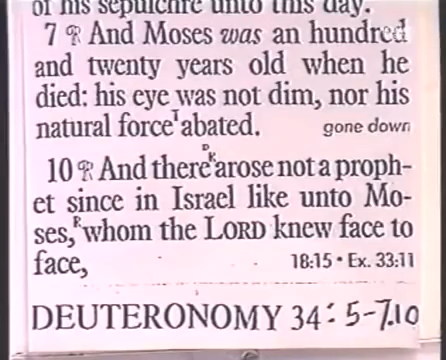 of his sepulchre unto this day.
7 ℟ And Moses was an hundred
and twenty years old when he
died: his eye was not dim, nor his
natural force ᵀabated. gone down
10 ℟ And there ᴰᴷarose not a proph-
et since in Israel like unto Mo-
ses,ᴿ whom the LORD knew face to
face, 18:15 • Ex. 33:11
DEUTERONOMY 34:5-7.10